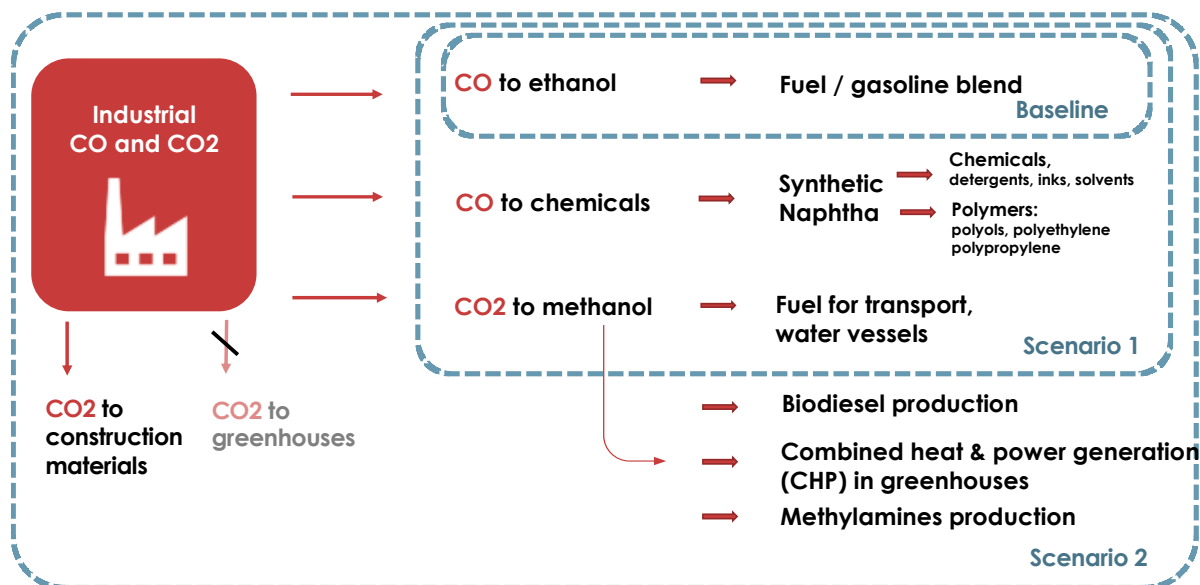 Industrial
CO and CO2
CO to ethanol
Fuel / gasoline blend
Baseline
CO to chemicals
Synthetic
Naphtha
Chemicals,
detergents, inks, solvents
Polymers:
polyols, polyethylene
polypropylene
CO2 to methanol
Fuel for transport,
water vessels
Scenario 1
CO2 to
construction
materials
CO2 to
greenhouses
Biodiesel production
Combined heat & power generation
(CHP) in greenhouses
Methylamines production
Scenario 2